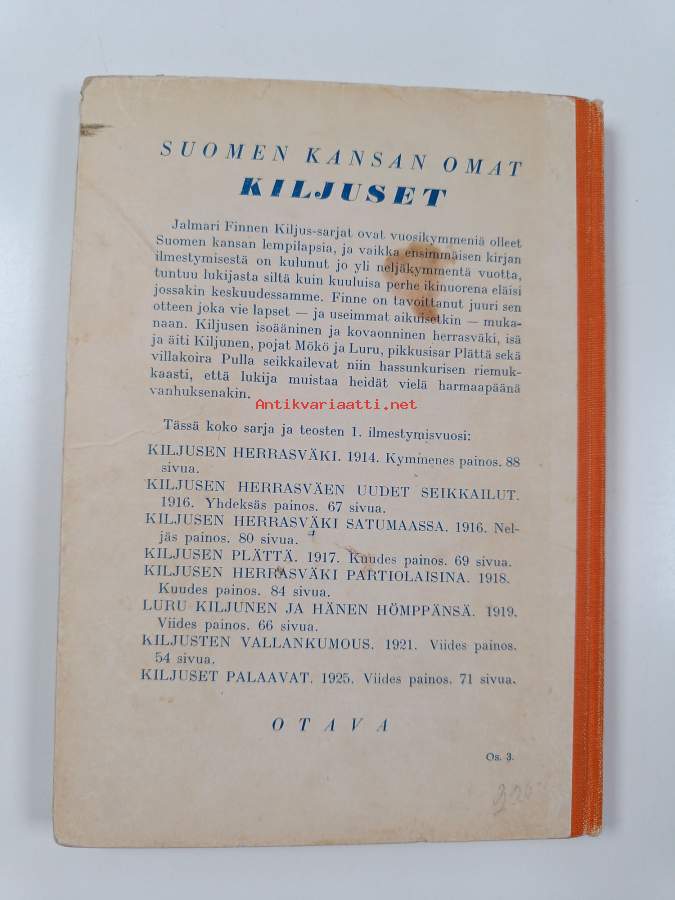 SUOMEN KANSAN OMAT
KILJUSET
Jalmari Finnen Kiljus-sarjat ovat vuosikymmeniä olleet
Suomen kansan lempilapsia, ja vaikka ensimmäisen kirjan
ilmestymisestä on kulunut jo yli neljäkymmentä vuotta,
tuntuu lukijasta siltä kuin kuuluisa perhe ikinuorena eläisi
jossakin keskuudessamme. Finne on tavoittanut juuri sen
otteen joka vie lapset — ja useimmat aikuisetkin — muka-
naan. Kiljusen isoääninen ja kovaonninen herrasväki, isä
ja äiti Kiljunen, pojat Mökö ja Luru, pikkusisar Plättä sekä
villakoira Pulla seikkailevat niin hassunkurisen riemuk-
kaasti, että lukija muistaa heidät vielä harmaapäänä
vanhuksenakin.
Antikvariaatti.net
Tässä koko sarja ja teosten I. ilmestymisvuosi:
KILJUSEN HERRASVÄKI. 1914. Kymmenes painos. 88
sivua.
KILJUSEN HERRASVÄEN UUDET SEIKKAILUT.
1916. Yhdeksäs painos. 67 sivua.
KILJUSEN HERRASVÄKI SATUMAASSA. 1916. Nel-
jäs painos. 80 sivua.
KILJUSEN PLÄTTÄ. 1917. Kuudes painos. 69 sivua.
KILJUSEN HERRASVÄKI PARTIOLAISINA. 1918.
Kuudes painos. 84 sivua.
LURU KILJUNEN JA HÄNEN HÖMPPÄNSÄ. 1919.
Viides painos. 66 sivua.
KILJUSTEN VALLANKUMOUS. 1921. Viides painos.
54 sivua.
KILJUSET PALAAVAT. 1925. Viides painos. 71 sivua.
OTAVA
Os. 3.